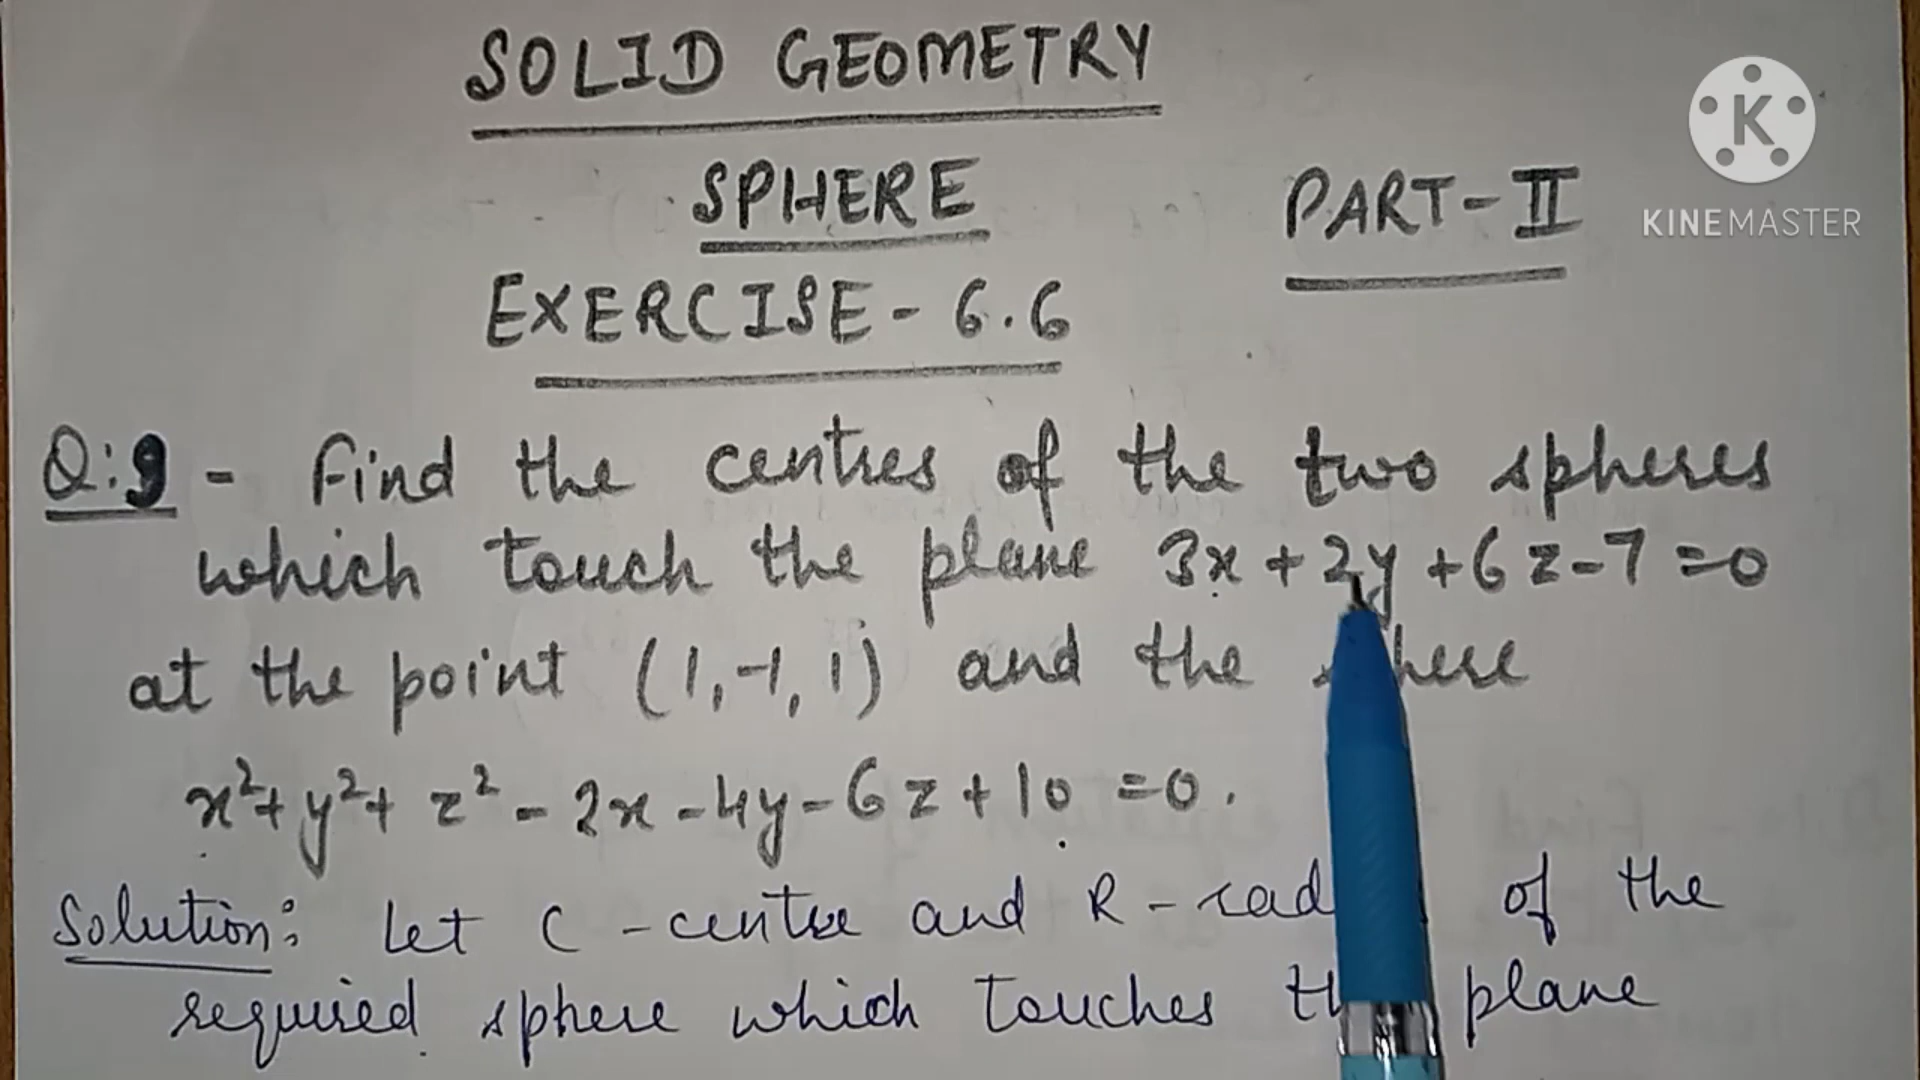 SOLID GEOMETRY
SPHERE PART-II
KINEMASTER
EXERCISE - 6.6
Q:9 - Find the centres of the two spheres
which touch the plane 3x + 2y + 6z - 7 = 0
at the point (1, -1, 1) and the
x² + y² + z² - 2x - 4y - 6z + 10 = 0.
Solution: Let C - centre and R - of the
required sphere which touches plane